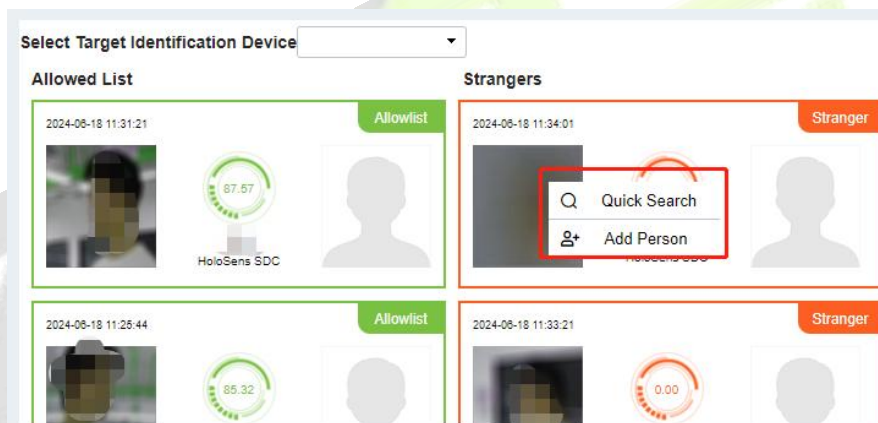 Select Target Identification Device
Allowed List
Strangers
2024-06-18 11:31:21
Allowlist
87.57
HoloSens SDC
2024-06-18 11:34:01
Stranger
Quick Search
Add Person
2024-06-18 11:25:44
Allowlist
85.32
2024-06-18 11:33:21
Stranger
0.00